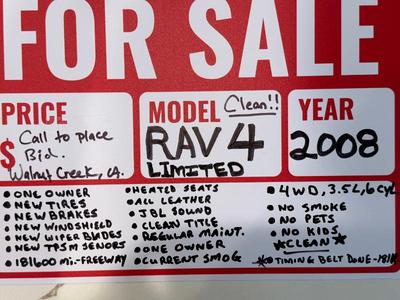 FOR SALE
PRICE
$ Call to place
Bid.
Walnut Creek, CA.
MODEL Clean!!
RAV 4
LIMITED
YEAR
2008
• ONE OWNER
• NEW TIRES
• NEW BRAKES
• NEW WINDSHIELD
• NEW WIPER BLADES
• NEW TPSM SENSORS
• 181600 Mi.-FREEWAY
• HEATED SEATS
• ALL LEATHER
• JBL SOUND
• CLEAN TITLE
• REGULAR MAINT.
• ONE OWNER
• CURRENT SMOG
• 4WD, 3.5L, 6 cyl
• NO SMOKE
• NO PETS
• NO KIDS
★CLEAN★
★ TIMING BELT DONE-181K